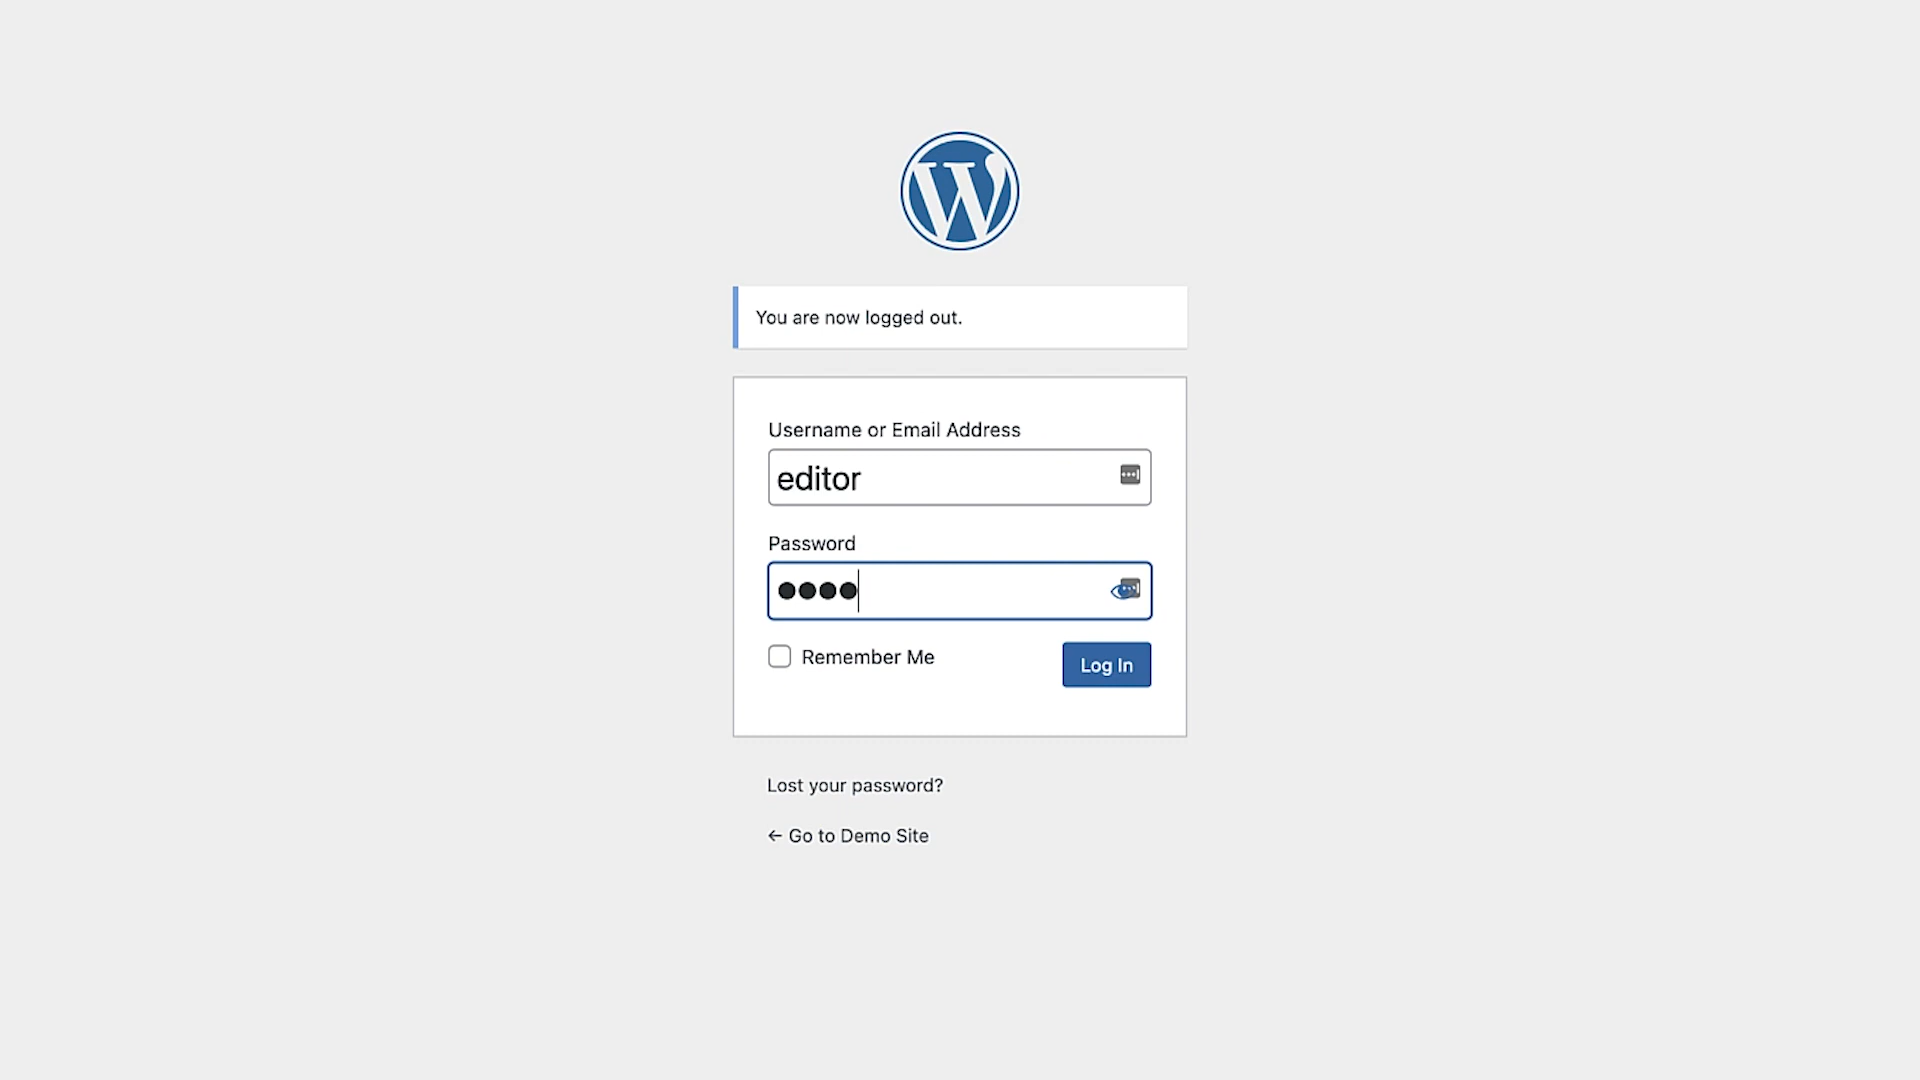 You are now logged out.
Username or Email Address
editor
Password
Remember Me
Log In
Lost your password?
← Go to Demo Site